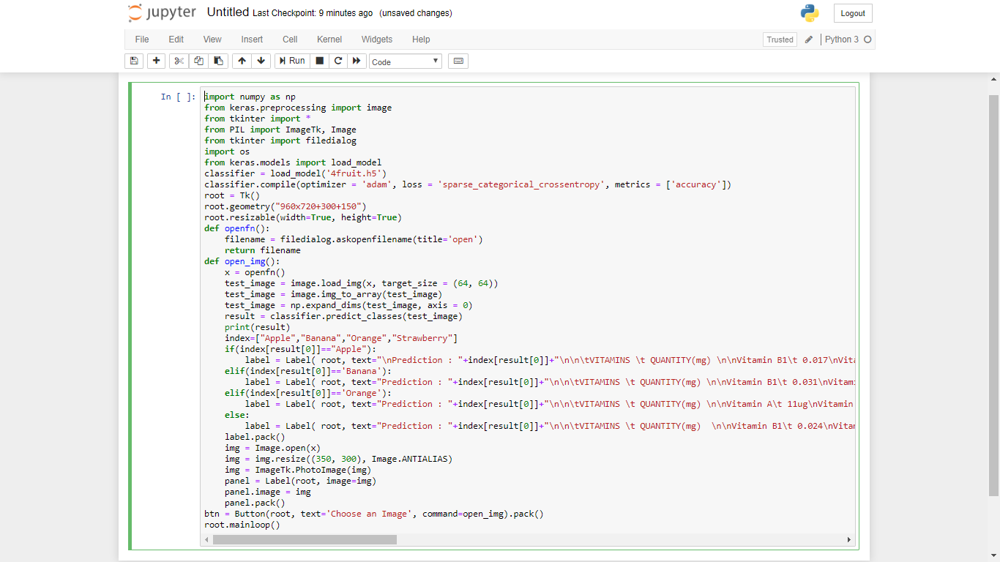 jupyter Untitled Last Checkpoint: 9 minutes ago (unsaved changes) Logout
File Edit View Insert Cell Kernel Widgets Help Trusted Python 3
Run Code
In [ ]:
import numpy as np
from keras.preprocessing import image
from tkinter import *
from PIL import ImageTk, Image
from tkinter import filedialog
import os
from keras.models import load_model
classifier = load_model('4fruit.h5')
classifier.compile(optimizer = 'adam', loss = 'sparse_categorical_crossentropy', metrics = ['accuracy'])
root = Tk()
root.geometry("960x720+300+150")
root.resizable(width=True, height=True)
def openfn():
    filename = filedialog.askopenfilename(title='open')
    return filename
def open_img():
    x = openfn()
    test_image = image.load_img(x, target_size = (64, 64))
    test_image = image.img_to_array(test_image)
    test_image = np.expand_dims(test_image, axis = 0)
    result = classifier.predict_classes(test_image)
    print(result)
    index=["Apple","Banana","Orange","Strawberry"]
    if(index[result[0]]=="Apple"):
        label = Label( root, text="\nPrediction : "+index[result[0]]+"\n\n\tVITAMINS \t QUANTITY(mg) \n\nVitamin B1\t 0.017\nVita
    elif(index[result[0]]=='Banana'):
        label = Label( root, text="Prediction : "+index[result[0]]+"\n\n\tVITAMINS \t QUANTITY(mg) \n\nVitamin B1\t 0.031\nVitami
    elif(index[result[0]]=='Orange'):
        label = Label( root, text="Prediction : "+index[result[0]]+"\n\n\tVITAMINS \t QUANTITY(mg) \n\nVitamin A\t 11ug\nVitamin
    else:
        label = Label( root, text="Prediction : "+index[result[0]]+"\n\n\tVITAMINS \t QUANTITY(mg)  \n\nVitamin B1\t 0.024\nVitam
    label.pack()
    img = Image.open(x)
    img = img.resize((350, 300), Image.ANTIALIAS)
    img = ImageTk.PhotoImage(img)
    panel = Label(root, image=img)
    panel.image = img
    panel.pack()
btn = Button(root, text='Choose an Image', command=open_img).pack()
root.mainloop()